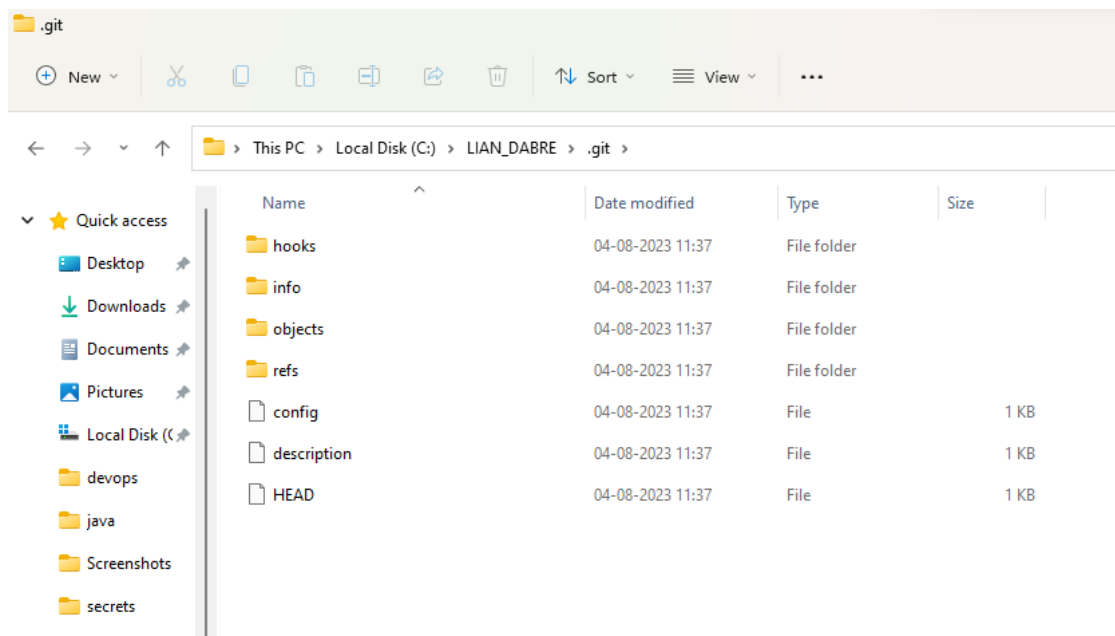 .git
New Sort View ...
This PC > Local Disk (C:) > LIAN_DABRE > .git >
Name Date modified Type Size
Quick access
hooks 04-08-2023 11:37 File folder
Desktop
info 04-08-2023 11:37 File folder
Downloads
objects 04-08-2023 11:37 File folder
Documents
refs 04-08-2023 11:37 File folder
Pictures
config 04-08-2023 11:37 File 1 KB
Local Disk ((
description 04-08-2023 11:37 File 1 KB
devops
HEAD 04-08-2023 11:37 File 1 KB
java
Screenshots
secrets